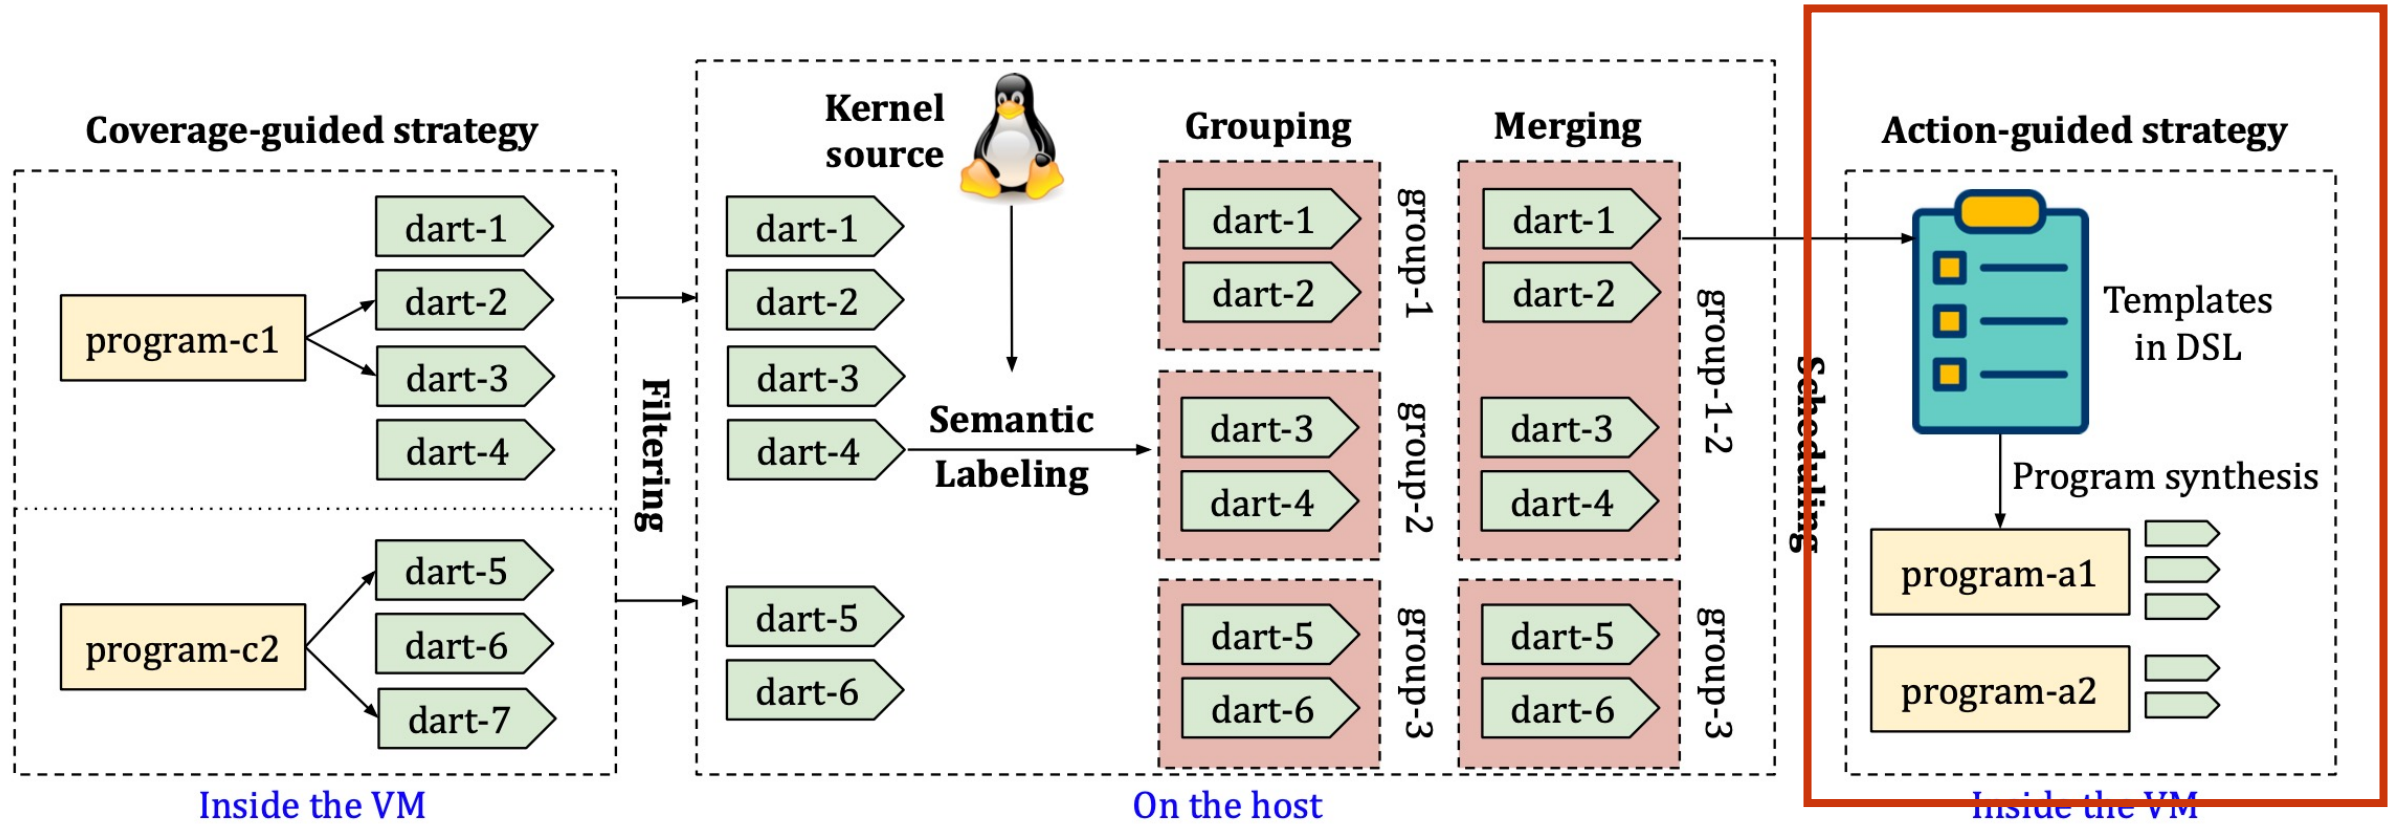 Coverage-guided strategy
program-c1
dart-1
dart-2
dart-3
dart-4
program-c2
dart-5
dart-6
dart-7
Inside the VM
Filtering
dart-1
dart-2
dart-3
dart-4
dart-5
dart-6
Kernel
source
Semantic
Labeling
Grouping
dart-1
dart-2
group-1
dart-3
dart-4
group-2
dart-5
dart-6
group-3
Merging
dart-1
dart-2
dart-3
dart-4
group-1-2
dart-5
dart-6
group-3
On the host
Scheduling
Action-guided strategy
Templates
in DSL
Program synthesis
program-a1
program-a2
Inside the VM